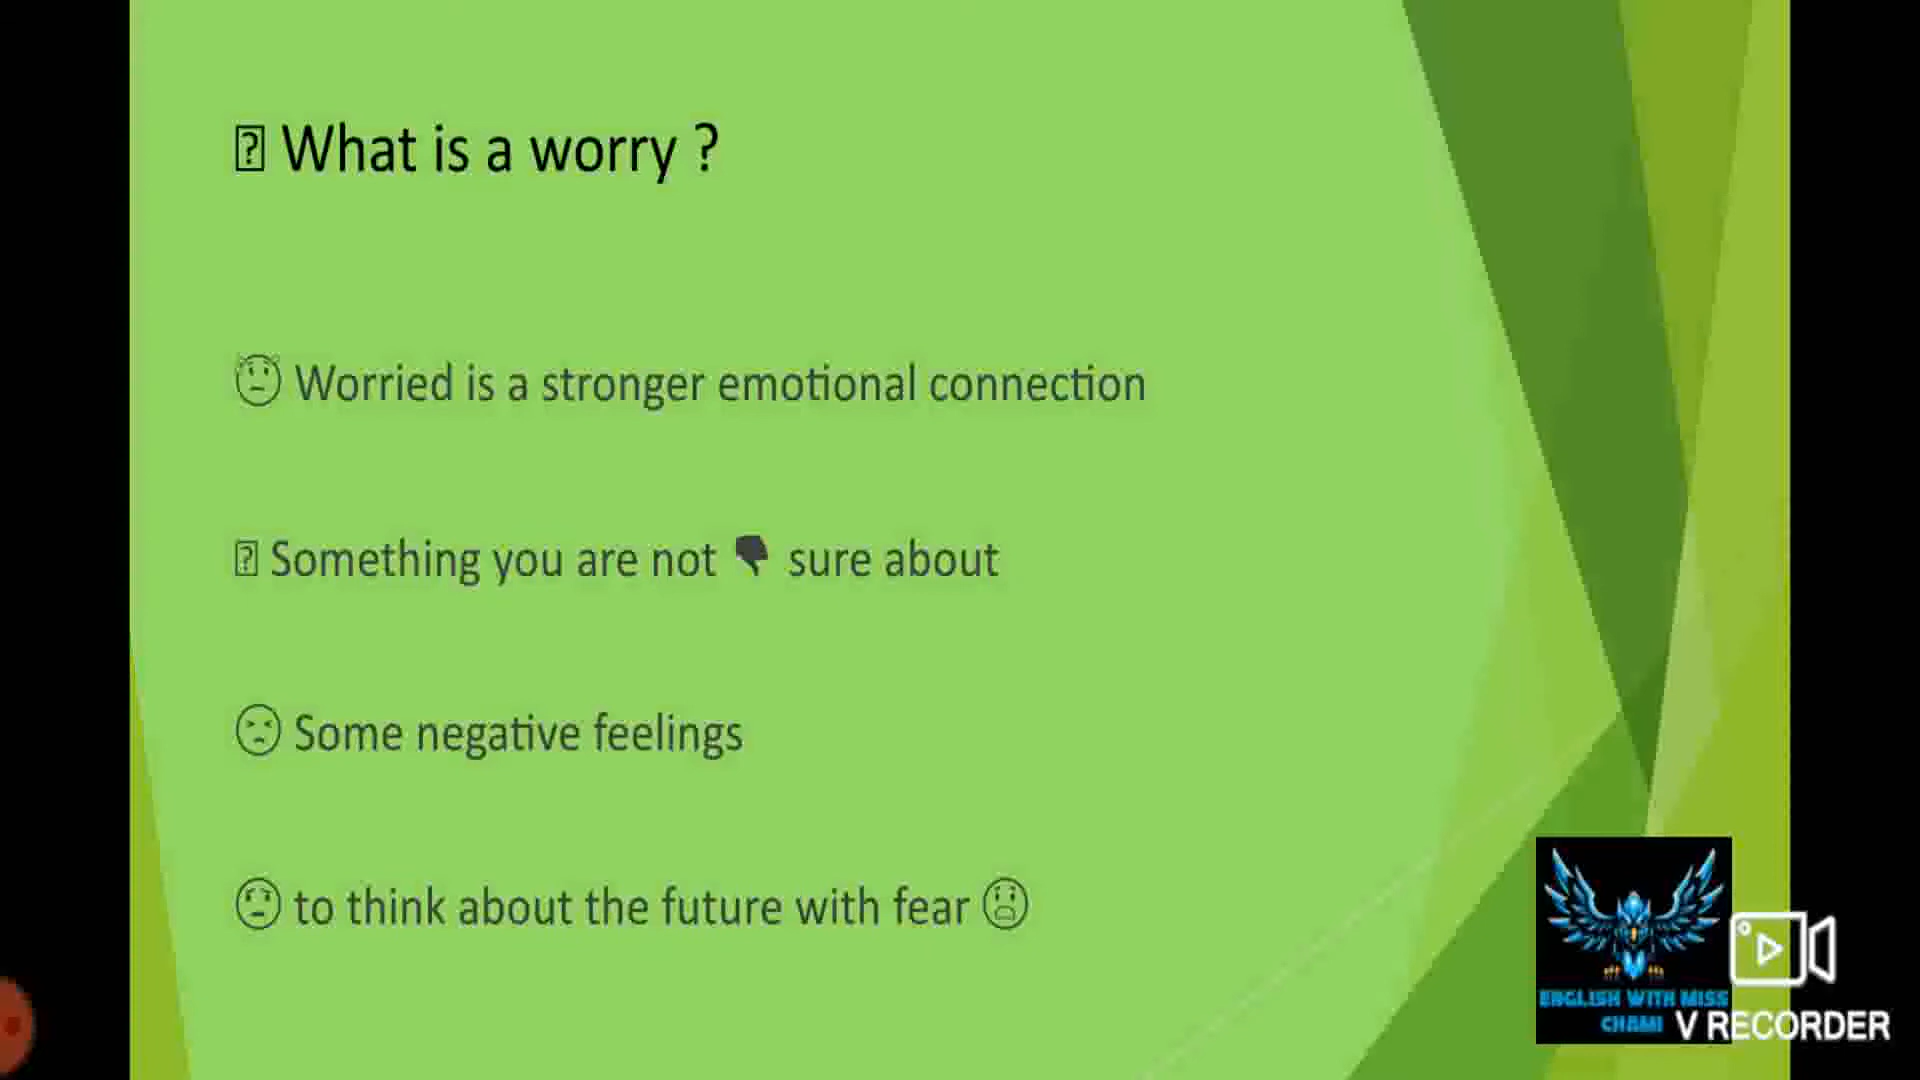 What is a worry ?
Worried is a stronger emotional connection
Something you are not 👎 sure about
Some negative feelings
to think about the future with fear
ENGLISH WITH MISS
CHAMI
V RECORDER